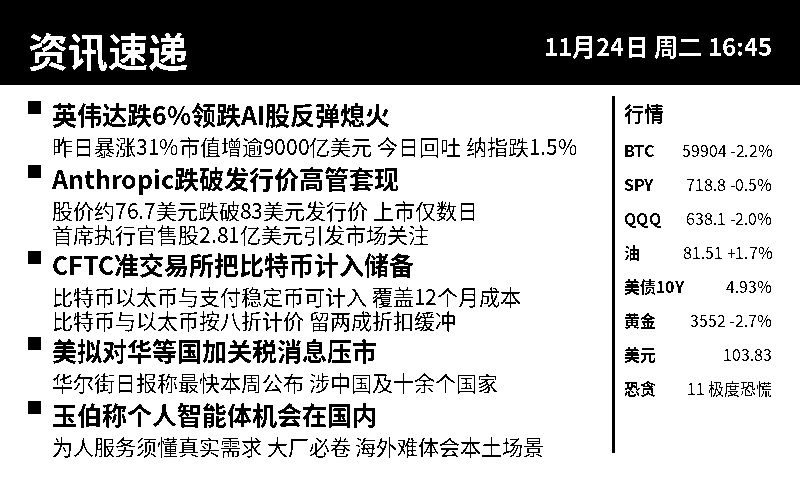 资讯速递
11月24日 周二 16:45
英伟达跌6%领跌AI股反弹熄火
昨日暴涨31%市值增逾9000亿美元 今日回吐 纳指跌1.5%
Anthropic跌破发行价高管套现
股价约76.7美元跌破83美元发行价 上市仅数日
首席执行官售股2.81亿美元引发市场关注
CFTC准交易所把比特币计入储备
比特币以太币与支付稳定币可计入 覆盖12个月成本
比特币与以太币按八折计价 留两成折扣缓冲
美拟对华等国加关税消息压市
华尔街日报称最快本周公布 涉中国及十余个国家
玉伯称个人智能体机会在国内
为人服务须懂真实需求 大厂必卷 海外难体会本土场景
行情
BTC 59904 -2.2%
SPY 718.8 -0.5%
QQQ 638.1 -2.0%
油 81.51 +1.7%
美债10Y 4.93%
黄金 3552 -2.7%
美元 103.83
恐贪 11 极度恐慌